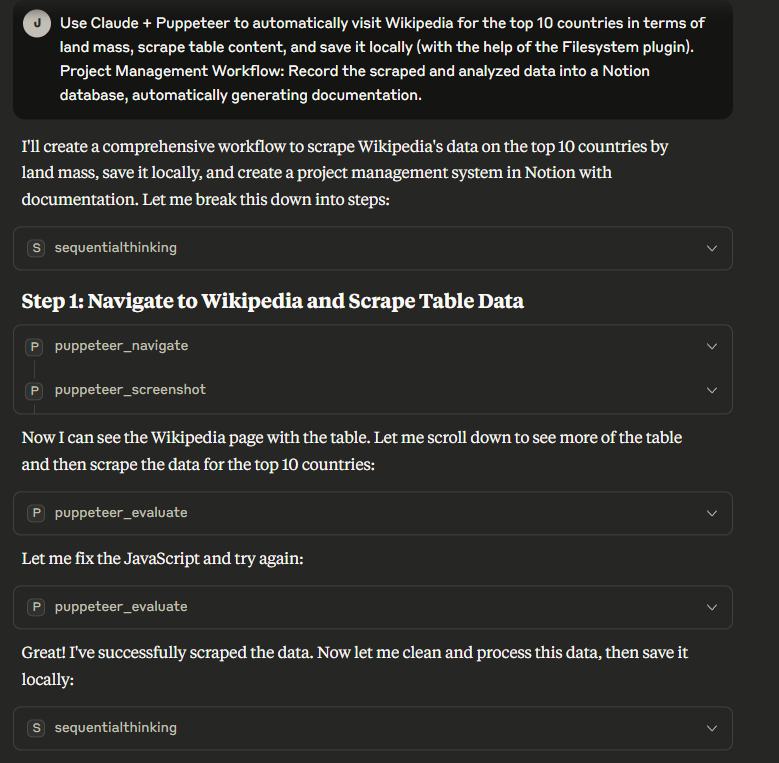 J
Use Claude + Puppeteer to automatically visit Wikipedia for the top 10 countries in terms of
land mass, scrape table content, and save it locally (with the help of the Filesystem plugin).
Project Management Workflow: Record the scraped and analyzed data into a Notion
database, automatically generating documentation.
I'll create a comprehensive workflow to scrape Wikipedia's data on the top 10 countries by
land mass, save it locally, and create a project management system in Notion with
documentation. Let me break this down into steps:
S sequentialthinking
Step 1: Navigate to Wikipedia and Scrape Table Data
P puppeteer_navigate
P puppeteer_screenshot
Now I can see the Wikipedia page with the table. Let me scroll down to see more of the table
and then scrape the data for the top 10 countries:
P puppeteer_evaluate
Let me fix the JavaScript and try again:
P puppeteer_evaluate
Great! I've successfully scraped the data. Now let me clean and process this data, then save it
locally:
S sequentialthinking